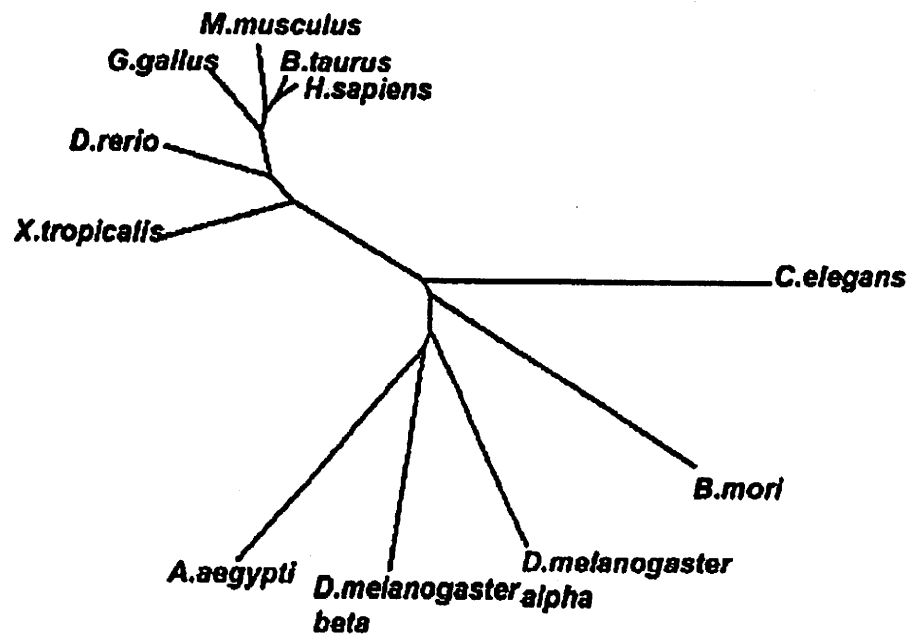 M.musculus
G.gallus
B.taurus
H.sapiens
D.rerio
X.tropicalis
C.elegans
B.mori
A.aegypti
D.melanogaster
beta
D.melanogaster
alpha